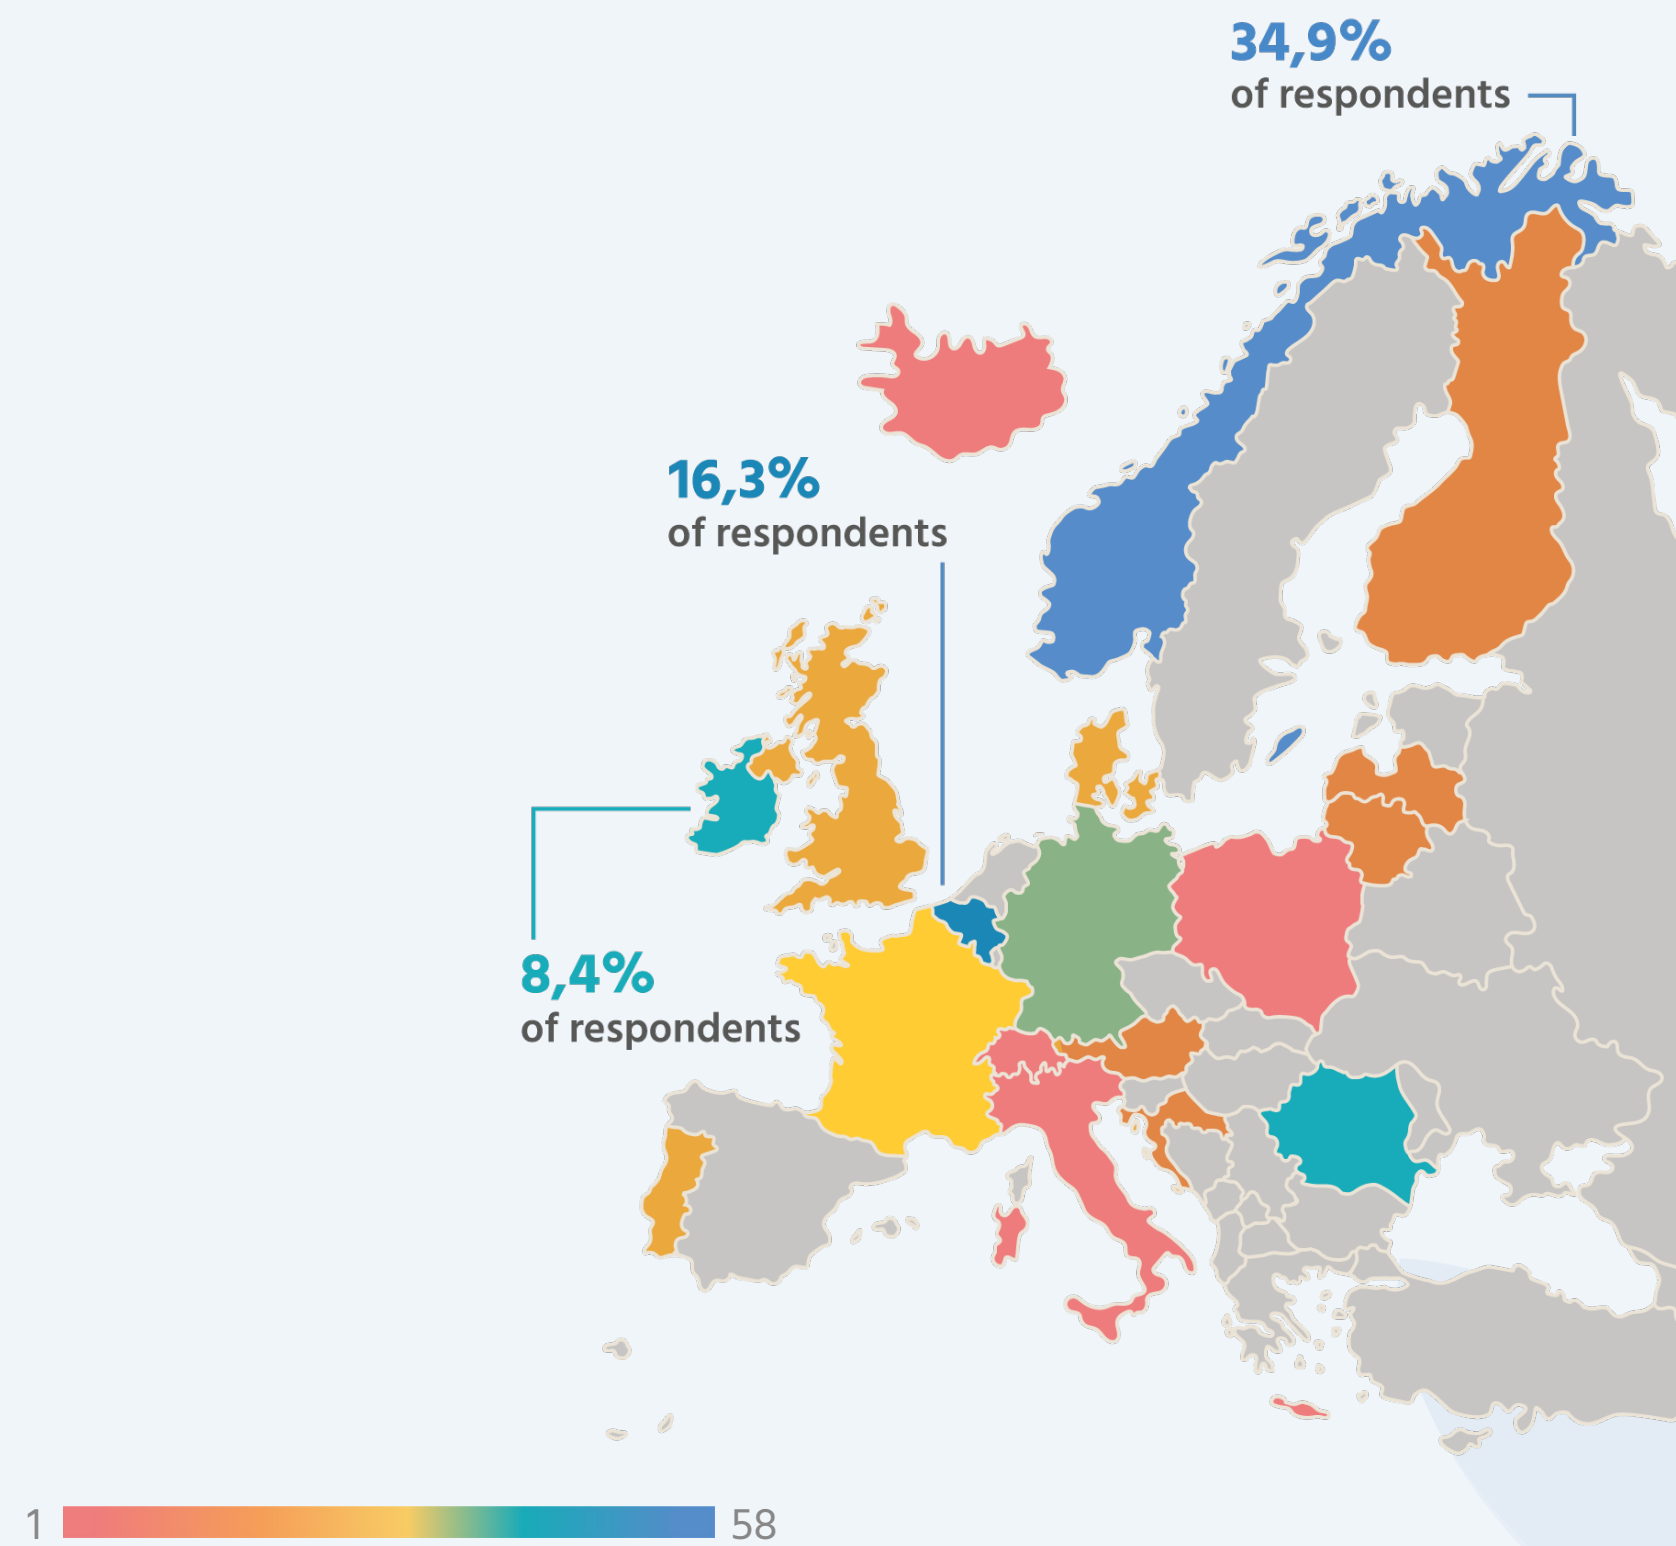 34,9%
of respondents
16,3%
of respondents
8,4%
of respondents
1
58